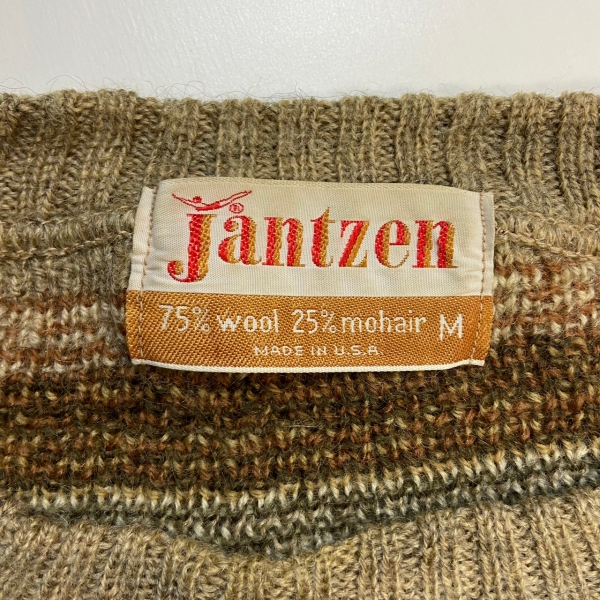 Jantzen
75% wool 25% mohair M
MADE IN U.S.A.